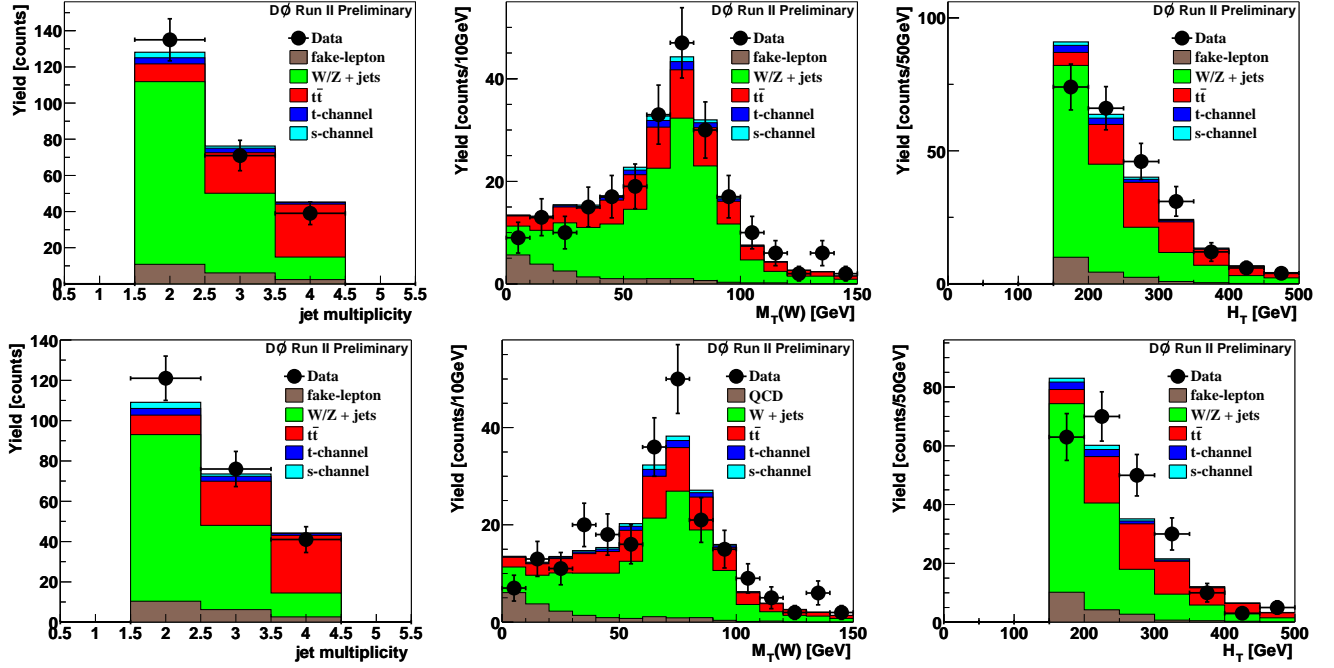 DØ Run II Preliminary
Yield [counts]
140
120
100
80
60
40
20
0
Data
fake-lepton
W/Z + jets
tt̄
t-channel
s-channel
0.5 1 1.5 2 2.5 3 3.5 4 4.5 5 5.5
jet multiplicity
DØ Run II Preliminary
Yield [counts/10GeV]
40
20
0
Data
fake-lepton
W/Z + jets
tt̄
t-channel
s-channel
0 50 100 150
M_T(W) [GeV]
DØ Run II Preliminary
Yield [counts/50GeV]
100
50
0
Data
fake-lepton
W/Z + jets
tt̄
t-channel
s-channel
0 100 200 300 400 500
H_T [GeV]
DØ Run II Preliminary
Yield [counts]
140
120
100
80
60
40
20
0
Data
fake-lepton
W/Z + jets
tt̄
t-channel
s-channel
0.5 1 1.5 2 2.5 3 3.5 4 4.5 5 5.5
jet multiplicity
DØ Run II Preliminary
Yield [counts/10GeV]
40
20
0
Data
QCD
W + jets
tt̄
t-channel
s-channel
0 50 100 150
M_T(W) [GeV]
DØ Run II Preliminary
Yield [counts/50GeV]
80
60
40
20
0
Data
fake-lepton
W/Z + jets
tt̄
t-channel
s-channel
0 100 200 300 400 500
H_T [GeV]